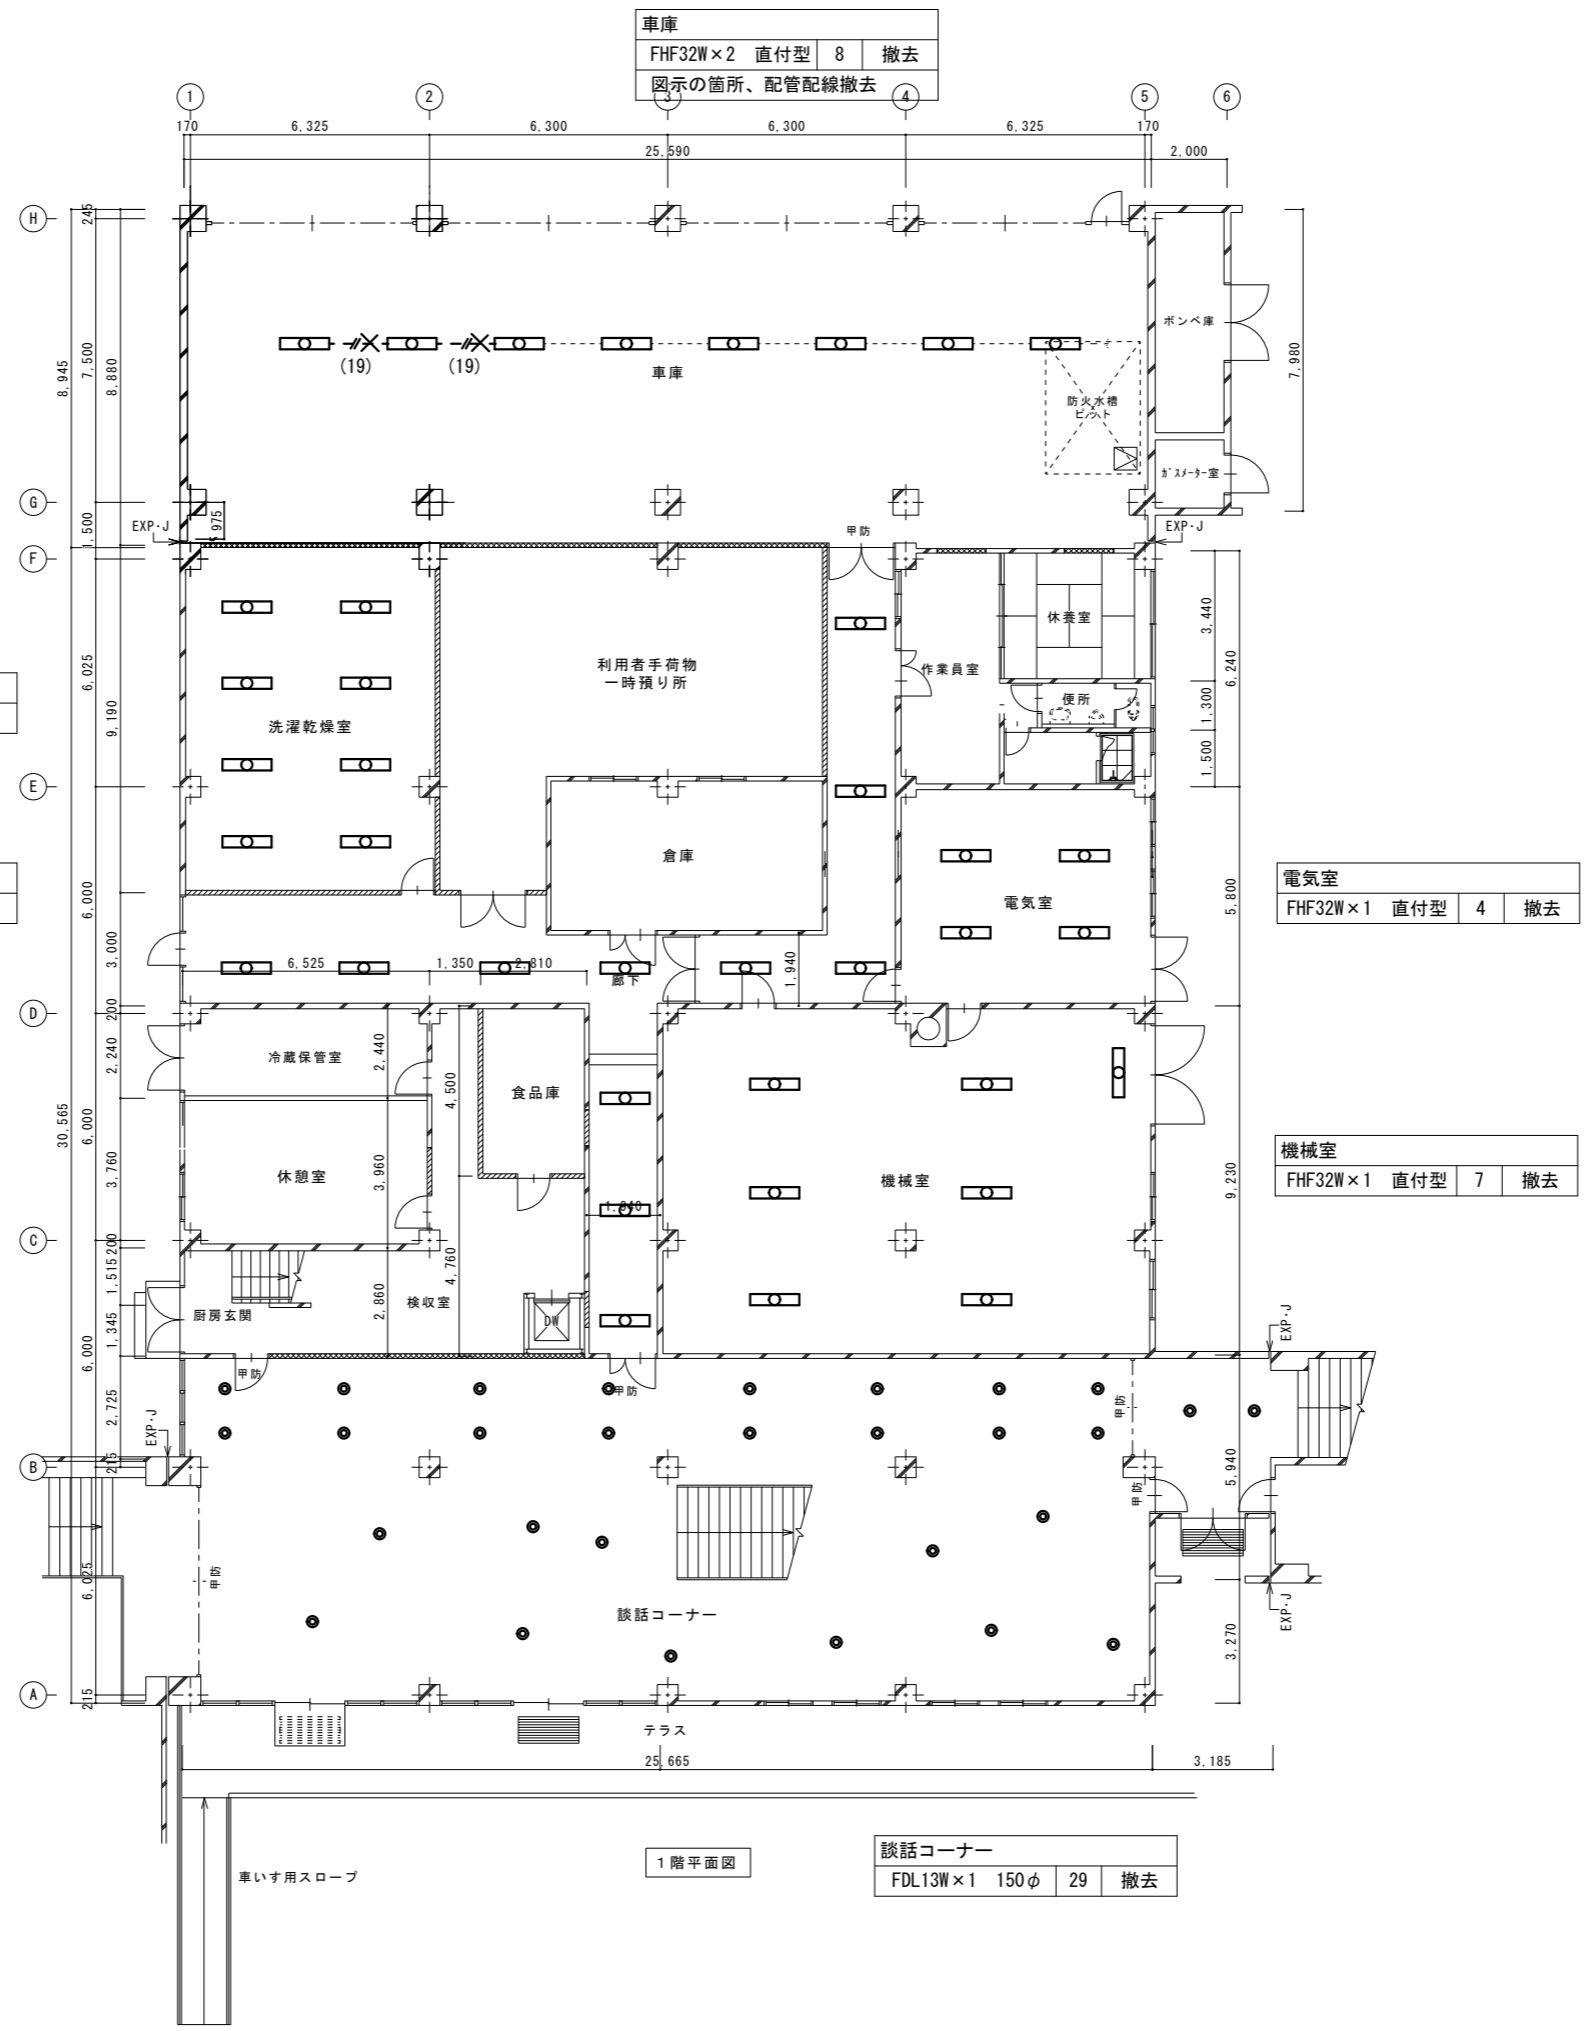 車庫
FHF32W×2 直付型 8 撤去
図示の箇所、配管配線撤去
1 2 3 4 5 6
170 6,325 6,300 6,300 6,325 170
25,590 2,000
H
245
8,945
7,500
8,880
7,980
(19) (19)
車庫
ボンベ庫
防火水槽
ピット
ガスメーター室
G
1,500
975
EXP・J
甲防
EXP・J
F
6,025
9,190
洗濯乾燥室
利用者手荷物
一時預り所
作業員室
休養室
便所
3,440
6,240
1,300
1,500
E
倉庫
電気室
5,800
電気室
FHF32W×1 直付型 4 撤去
6,000
3,000
6,525 1,350 2,810
廊下
1,940
D
200
2,240
冷蔵保管室
2,440
4,500
食品庫
30,565
6,000
3,760
休憩室
3,960
1,840
機械室
9,230
機械室
FHF32W×1 直付型 7 撤去
C
200
1,515
1,345
厨房玄関
2,860
検収室
4,760
DW
EXP・J
6,000
2,725
甲防
甲防
甲防
EXP・J
B
215
甲防
5,940
6,025
甲防
談話コーナー
EXP・J
3,270
A
215
テラス
25,665 3,185
車いす用スロープ
1階平面図
談話コーナー
FDL13W×1 150φ 29 撤去